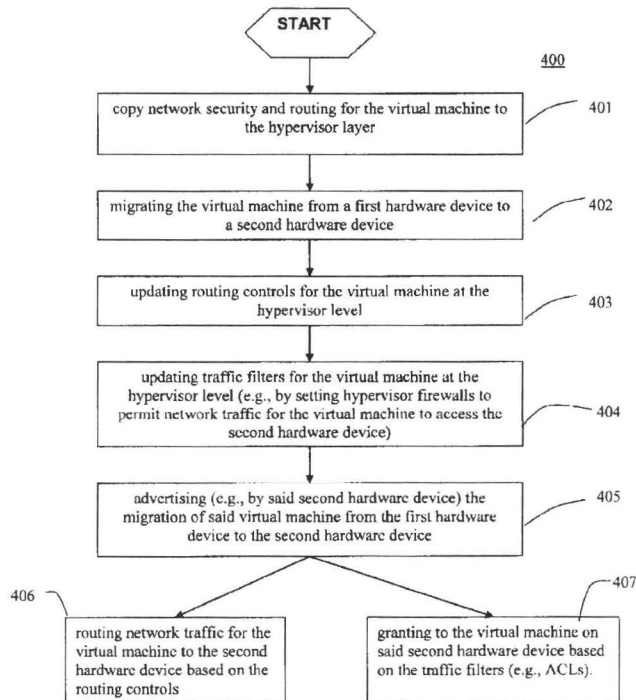 START
400
copy network security and routing for the virtual machine to
the hypervisor layer
401
migrating the virtual machine from a first hardware device to
a second hardware device
402
updating routing controls for the virtual machine at the
hypervisor level
403
updating traffic filters for the virtual machine at the
hypervisor level (e.g., by setting hypervisor firewalls to
permit network traffic for the virtual machine to access the
second hardware device)
404
advertising (e.g., by said second hardware device) the
migration of said virtual machine from the first hardware
device to the second hardware device
405
406
routing network traffic for the
virtual machine to the second
hardware device based on the
routing controls
407
granting to the virtual machine on
said second hardware device based
on the traffic filters (e.g., ACLs).